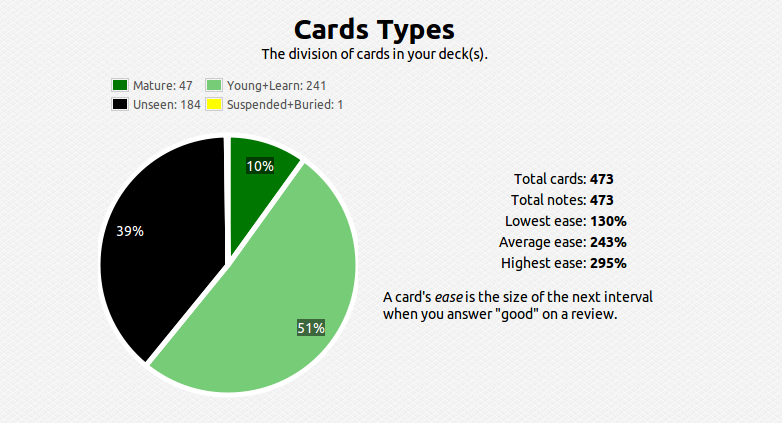 Cards Types
The division of cards in your deck(s).
Mature: 47 Young+Learn: 241
Unseen: 184 Suspended+Buried: 1
10%
39%
51%
Total cards: 473
Total notes: 473
Lowest ease: 130%
Average ease: 243%
Highest ease: 295%
A card's ease is the size of the next interval
when you answer "good" on a review.